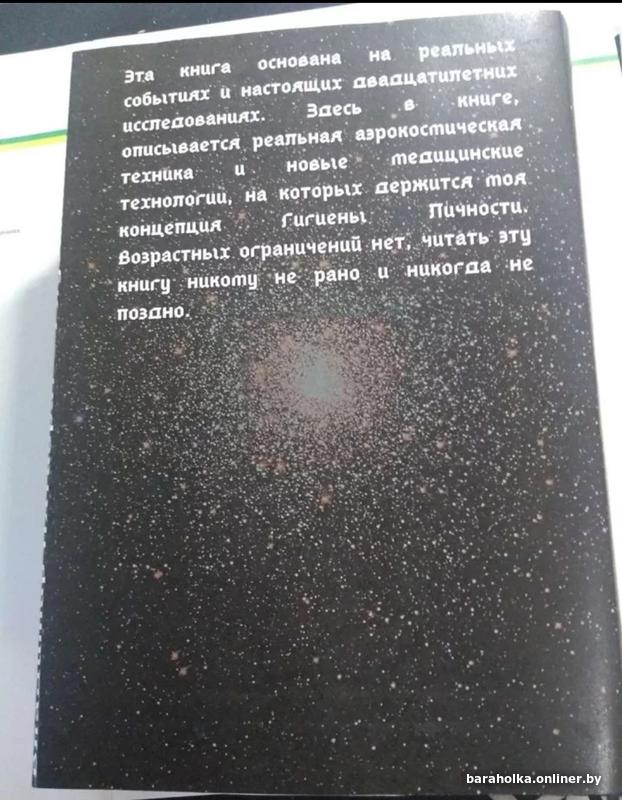 Эта книга основана на реальных
событиях и настоящих двадцатилетних
исследованиях. Здесь в книге,
описывается реальная аэрокосмическая
техника и новые медицинские
технологии, на которых держится моя
концепция Гигиены Личности.
Возрастных ограничений нет, читать эту
книгу никому не рано и никогда не
поздно.
baraholka.onliner.by